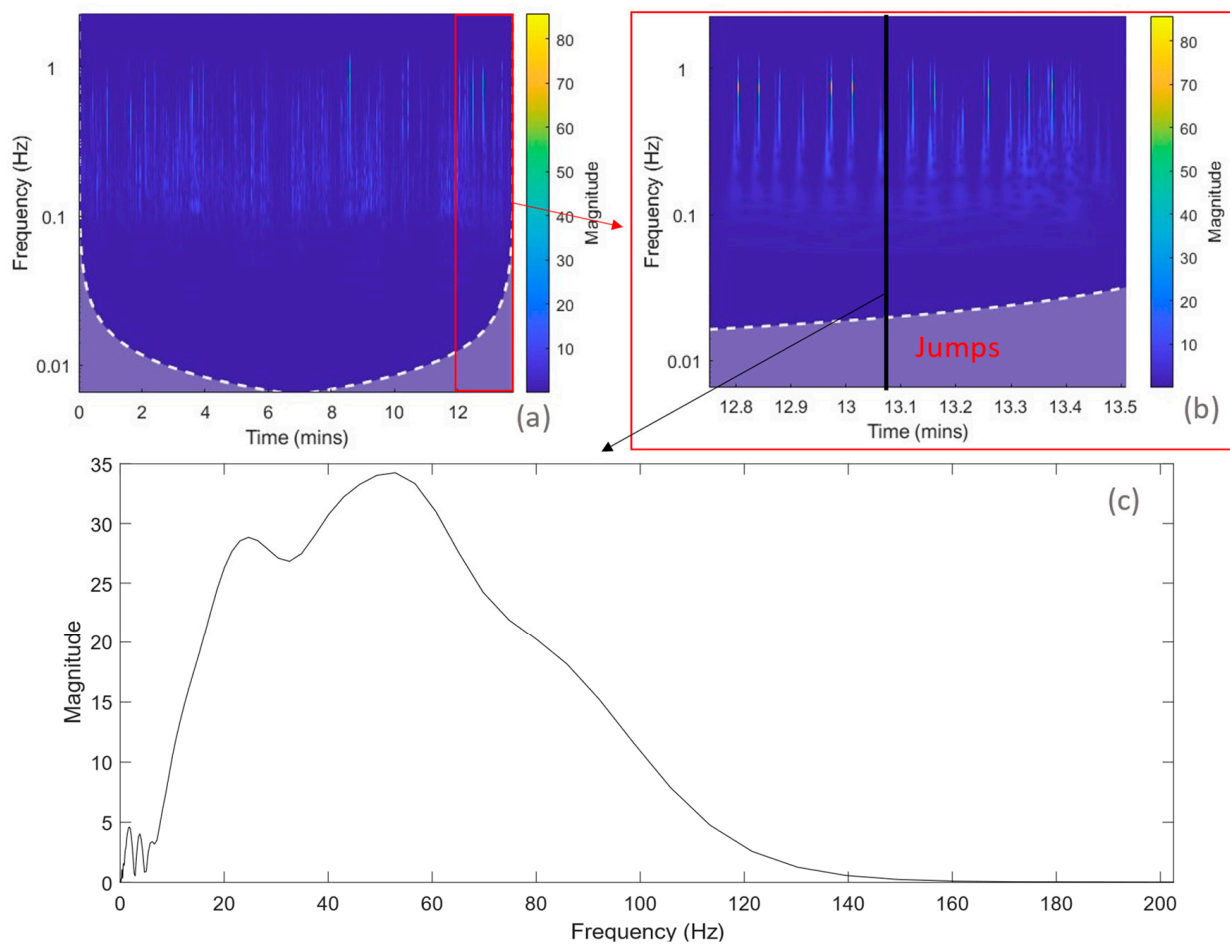 80
70
60
50
40
30
20
10
Magnitude
1
0.1
0.01
Frequency (Hz)
0 2 4 6 8 10 12
Time (mins)
(a)
80
70
60
50
40
30
20
10
Magnitude
1
0.1
0.01
Frequency (Hz)
Jumps
12.8 12.9 13 13.1 13.2 13.3 13.4 13.5
Time (mins)
(b)
35
30
25
20
15
10
5
0
Magnitude
(c)
0 20 40 60 80 100 120 140 160 180 200
Frequency (Hz)